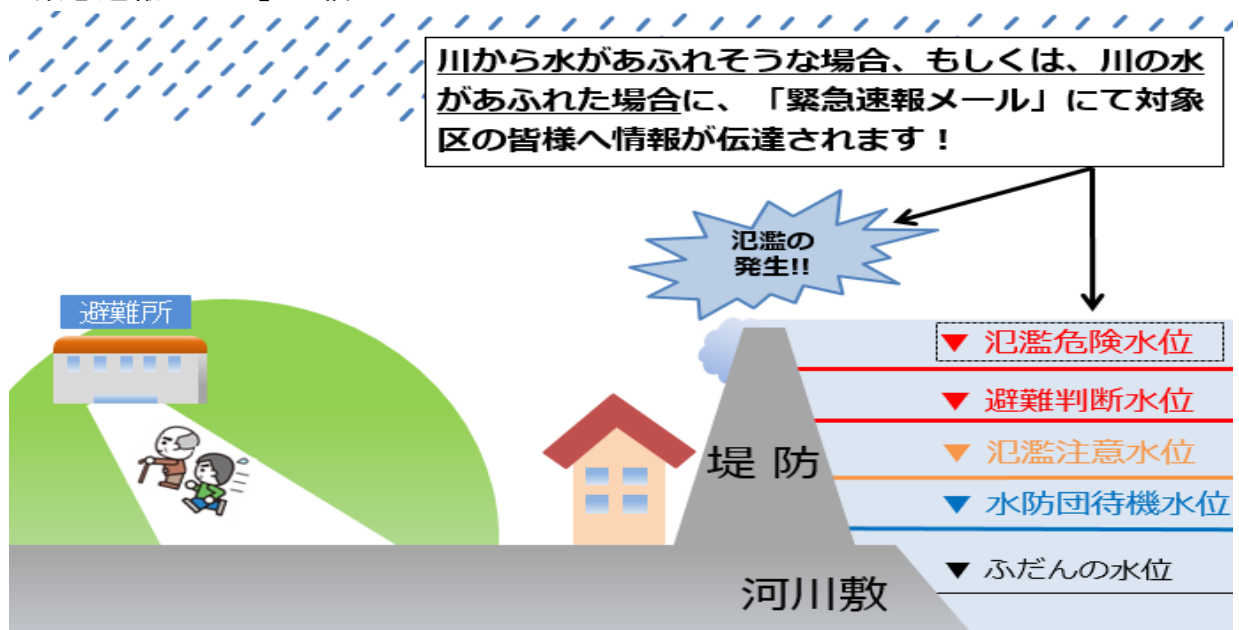 川から水があふれそうな場合、もしくは、川の水
があふれた場合に、「緊急速報メール」にて対象
区の皆様へ情報が伝達されます！
氾濫の
発生!!
避難所
▼ 氾濫危険水位
▼ 避難判断水位
▼ 氾濫注意水位
▼ 水防団待機水位
▼ ふだんの水位
堤 防
河川敷